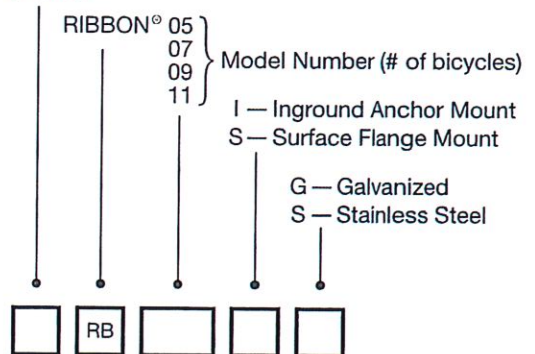 RIBBON® 05
07
09
11
Model Number (# of bicycles)
I — Inground Anchor Mount
S — Surface Flange Mount
G — Galvanized
S — Stainless Steel
RB